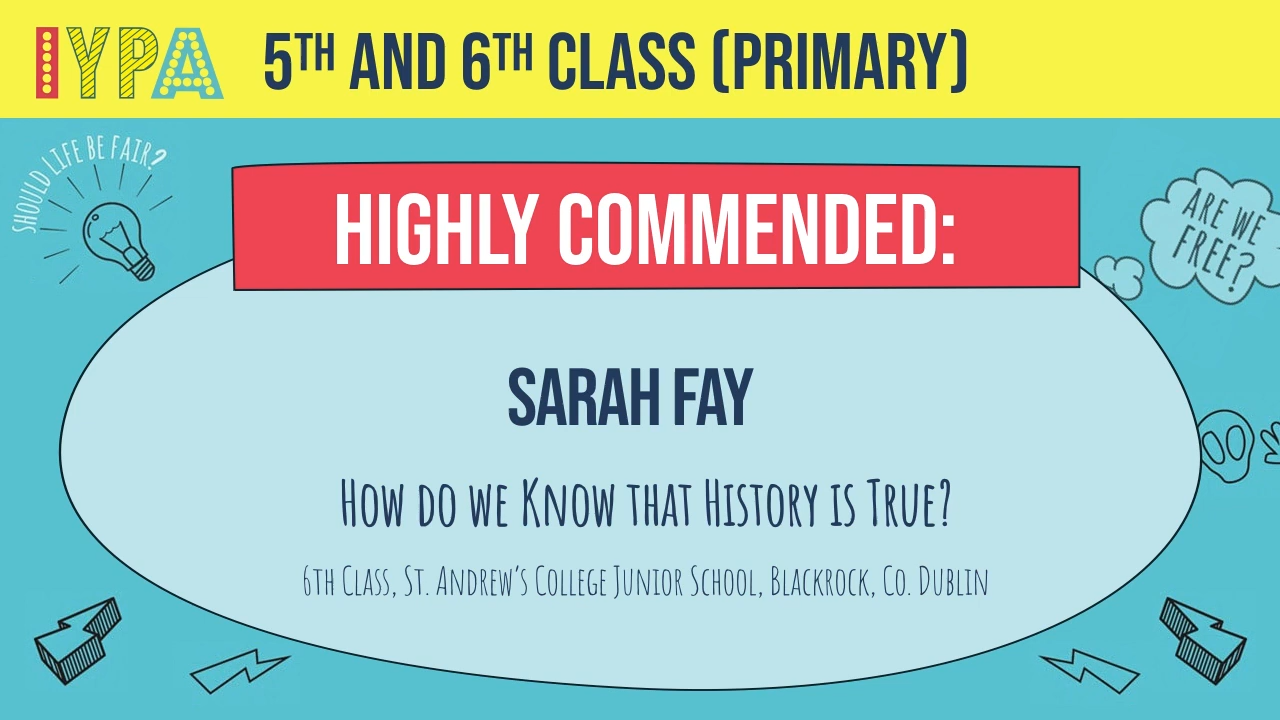 IYPA
5TH AND 6TH CLASS (PRIMARY)
SHOULD LIFE BE FAIR?
HIGHLY COMMENDED:
ARE WE
FREE?
SARAH FAY
How do we Know that History is True?
6th Class, St. Andrew's College Junior School, Blackrock, Co. Dublin